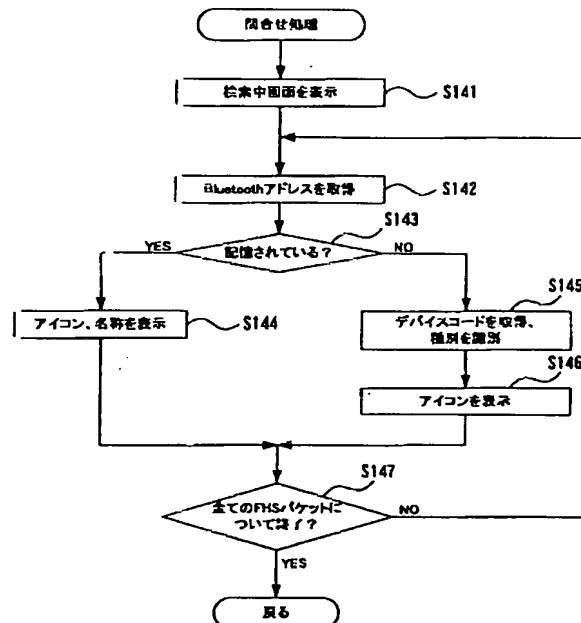 問合せ処理
検索中画面を表示
S141
Bluetoothアドレスを取得
S142
S143
YES
記憶されている?
NO
アイコン、名称を表示
S144
S145
デバイスコードを取得、
種別を識別
S146
アイコンを表示
S147
全てのFHSパケットに
ついて終了?
NO
YES
戻る